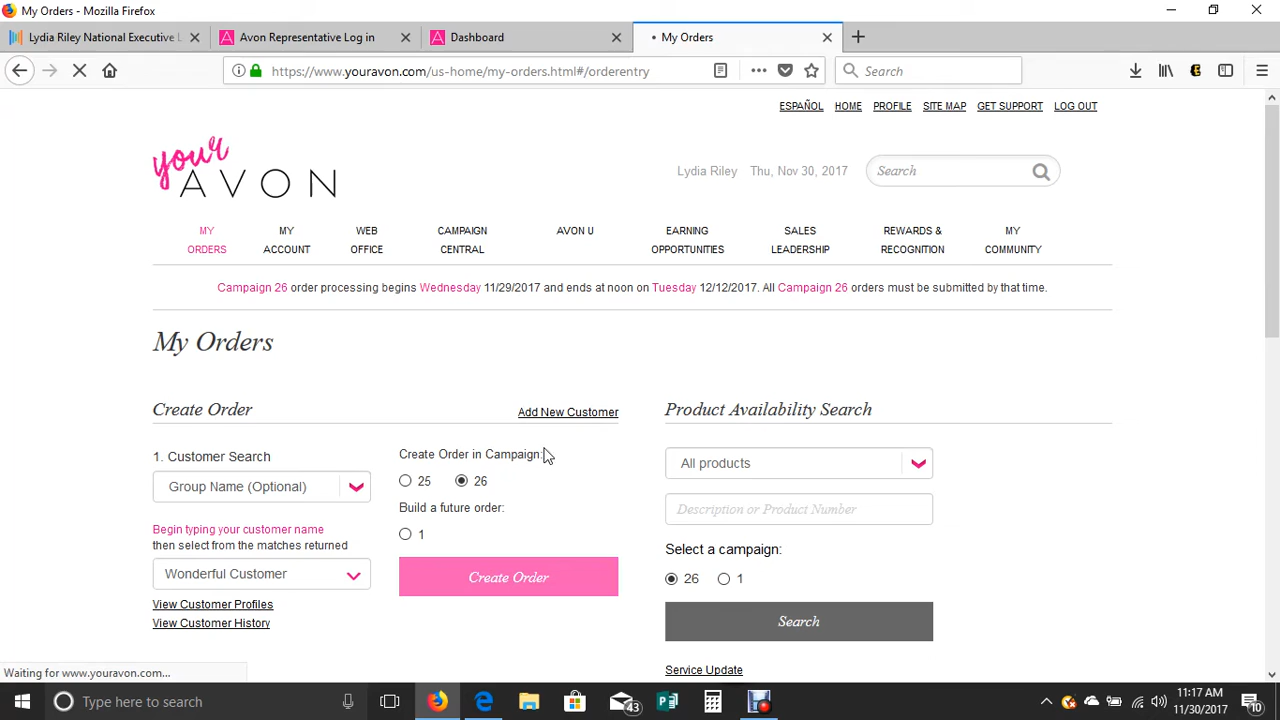 My Orders - Mozilla Firefox
Lydia Riley National Executive L
Avon Representative Log in
Dashboard
My Orders
https://www.youravon.com/us-home/my-orders.html#/orderentry
Search
ESPAÑOL HOME PROFILE SITE MAP GET SUPPORT LOG OUT
your
AVON
Lydia Riley Thu, Nov 30, 2017
Search
MY ORDERS
MY ACCOUNT
WEB OFFICE
CAMPAIGN CENTRAL
AVON U
EARNING OPPORTUNITIES
SALES LEADERSHIP
REWARDS & RECOGNITION
MY COMMUNITY
Campaign 26 order processing begins Wednesday 11/29/2017 and ends at noon on Tuesday 12/12/2017. All Campaign 26 orders must be submitted by that time.
My Orders
Create Order
Add New Customer
1. Customer Search
Group Name (Optional)
Begin typing your customer name
then select from the matches returned
Wonderful Customer
View Customer Profiles
View Customer History
Create Order in Campaign:
25 26
Build a future order:
1
Create Order
Product Availability Search
All products
Description or Product Number
Select a campaign:
26 1
Search
Service Update
Waiting for www.youravon.com...
Type here to search
43
11:17 AM
11/30/2017
10